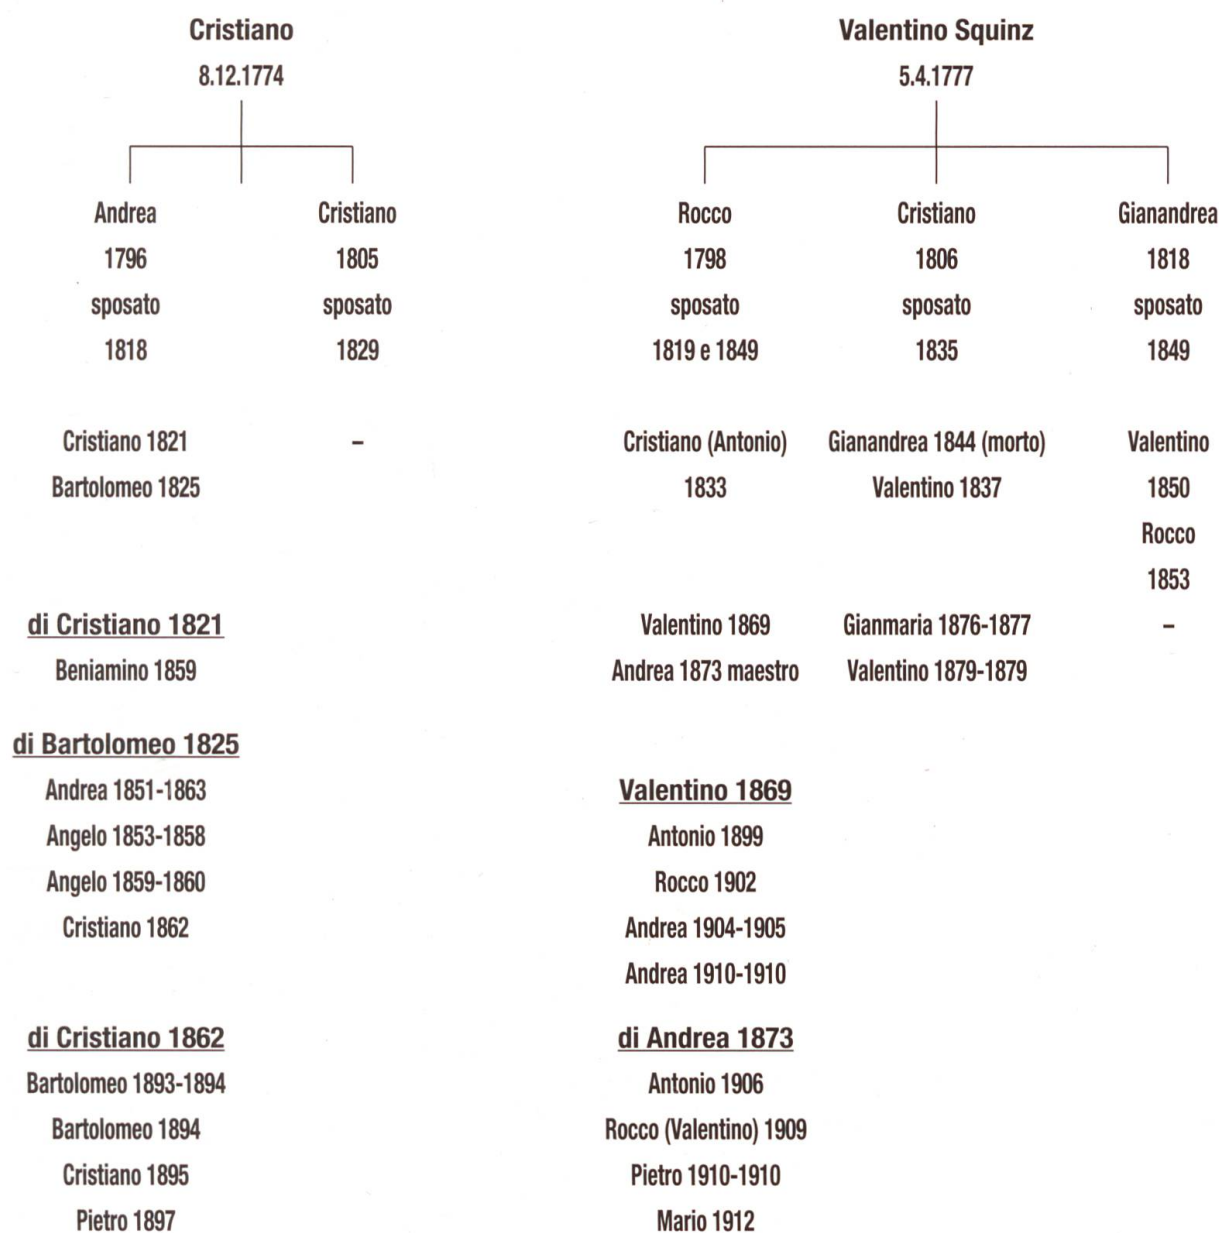 Cristiano
8.12.1774
Andrea
1796
sposato
1818
Cristiano
1805
sposato
1829
Cristiano 1821
Bartolomeo 1825
–
di Cristiano 1821
Beniamino 1859
di Bartolomeo 1825
Andrea 1851-1863
Angelo 1853-1858
Angelo 1859-1860
Cristiano 1862
di Cristiano 1862
Bartolomeo 1893-1894
Bartolomeo 1894
Cristiano 1895
Pietro 1897
Valentino Squinz
5.4.1777
Rocco
1798
sposato
1819 e 1849
Cristiano (Antonio)
1833
Valentino 1869
Andrea 1873 maestro
Cristiano
1806
sposato
1835
Gianandrea 1844 (morto)
Valentino 1837
Gianmaria 1876-1877
Valentino 1879-1879
Gianandrea
1818
sposato
1849
Valentino
1850
Rocco
1853
–
Valentino 1869
Antonio 1899
Rocco 1902
Andrea 1904-1905
Andrea 1910-1910
di Andrea 1873
Antonio 1906
Rocco (Valentino) 1909
Pietro 1910-1910
Mario 1912